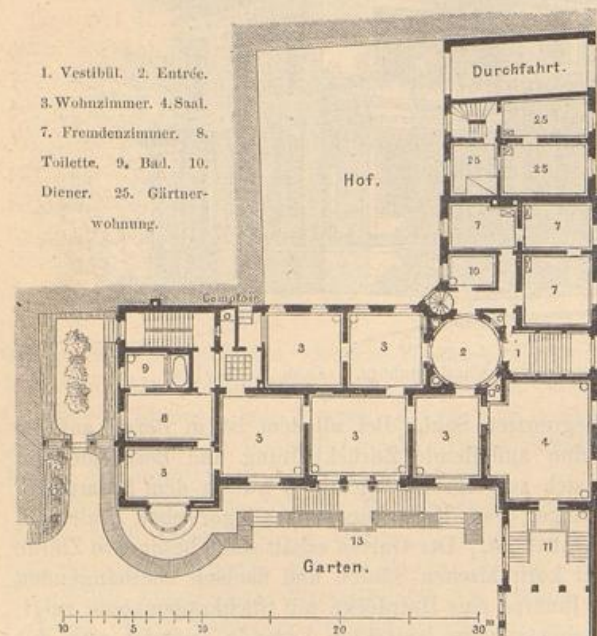 1. Vestibül. 2. Entrée.
3. Wohnzimmer. 4. Saal.
7. Fremdenzimmer. 8.
Toilette. 9. Bad. 10.
Diener. 25. Gärtner-
wohnung.
Durchfahrt.
25
25
25
Hof.
7
7
10
7
Comptoir
3
3
2
1
9
8
3
3
3
4
3
13
11
Garten.
10
5
0
10
20
30